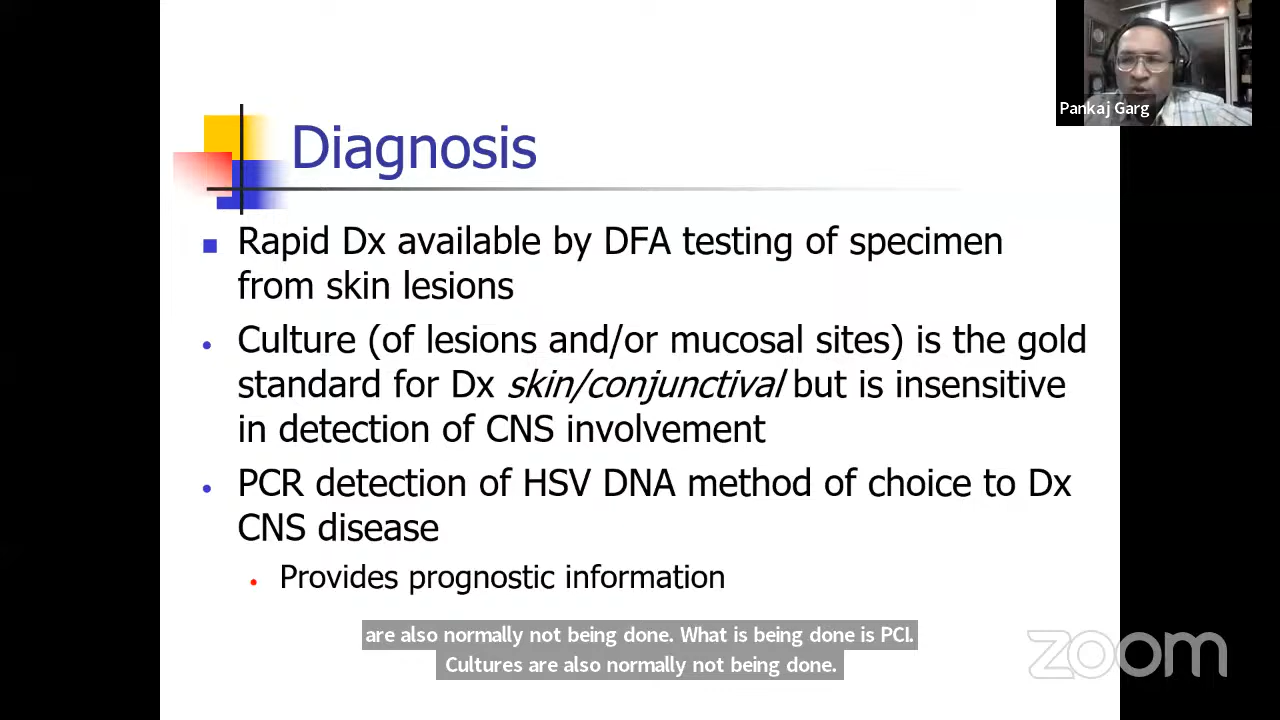 Pankaj Garg
Diagnosis
Rapid Dx available by DFA testing of specimen
from skin lesions
Culture (of lesions and/or mucosal sites) is the gold
standard for Dx skin/conjunctival but is insensitive
in detection of CNS involvement
PCR detection of HSV DNA method of choice to Dx
CNS disease
Provides prognostic information
are also normally not being done. What is being done is PCI.
Cultures are also normally not being done.
zoom